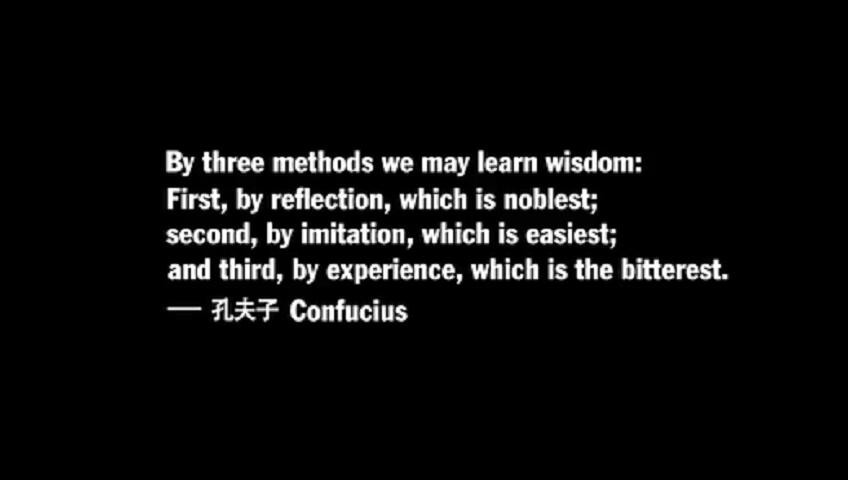 By three methods we may learn wisdom:
First, by reflection, which is noblest;
second, by imitation, which is easiest;
and third, by experience, which is the bitterest.
— 孔夫子 Confucius